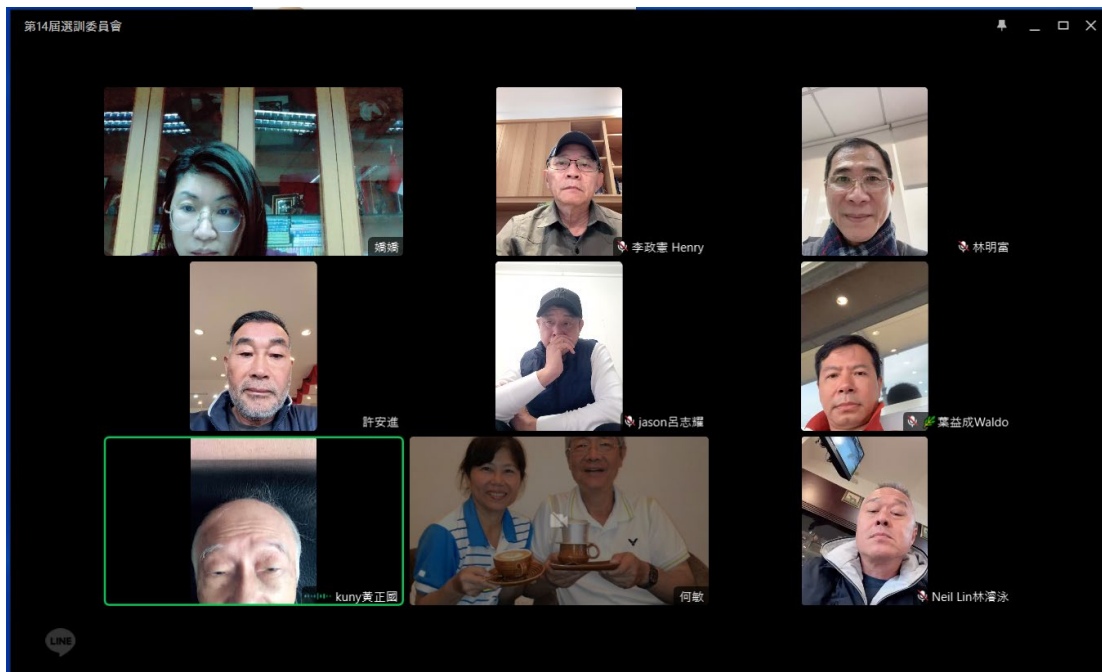 第14屆選訓委員會
嬌嬌
李政憲 Henry
林明富
許安進
jason呂志耀
葉益成Waldo
kuny黃正國
何敏
Neil Lin林濬泳
LINE